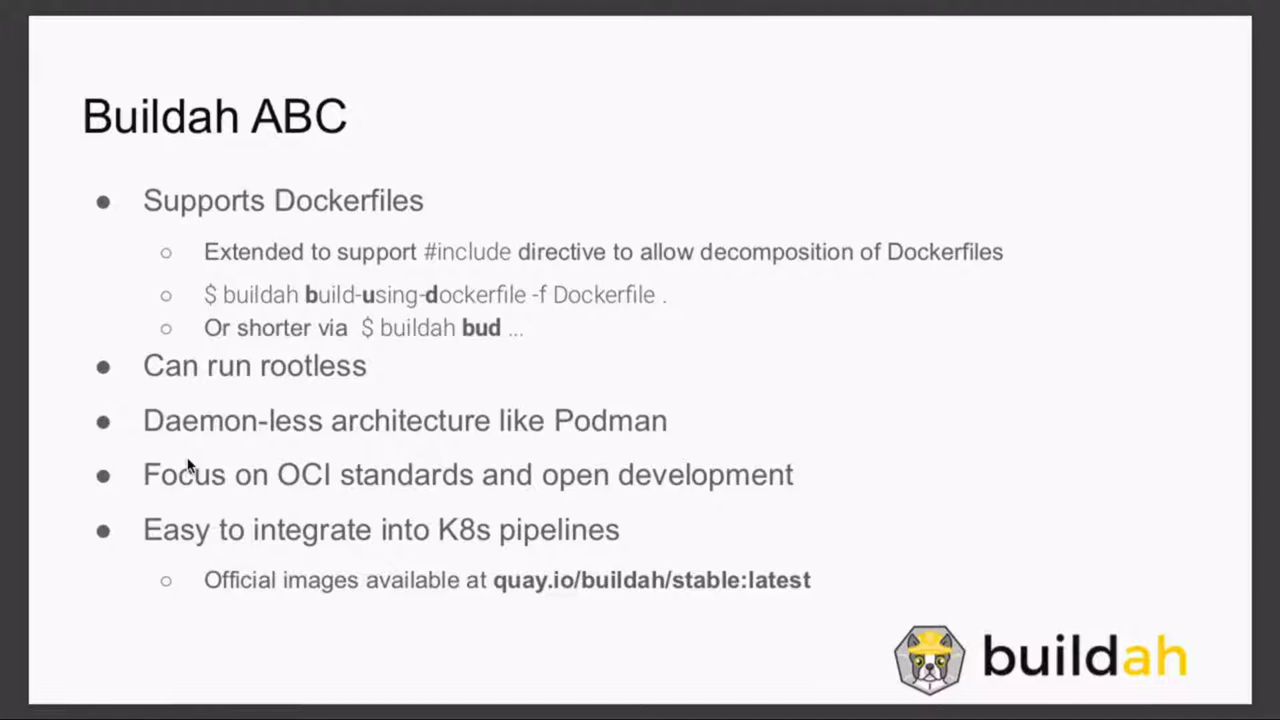 Buildah ABC
● Supports Dockerfiles
○ Extended to support #include directive to allow decomposition of Dockerfiles
○ $ buildah build-using-dockerfile -f Dockerfile .
○ Or shorter via $ buildah bud ...
● Can run rootless
● Daemon-less architecture like Podman
● Focus on OCI standards and open development
● Easy to integrate into K8s pipelines
○ Official images available at quay.io/buildah/stable:latest
buildah